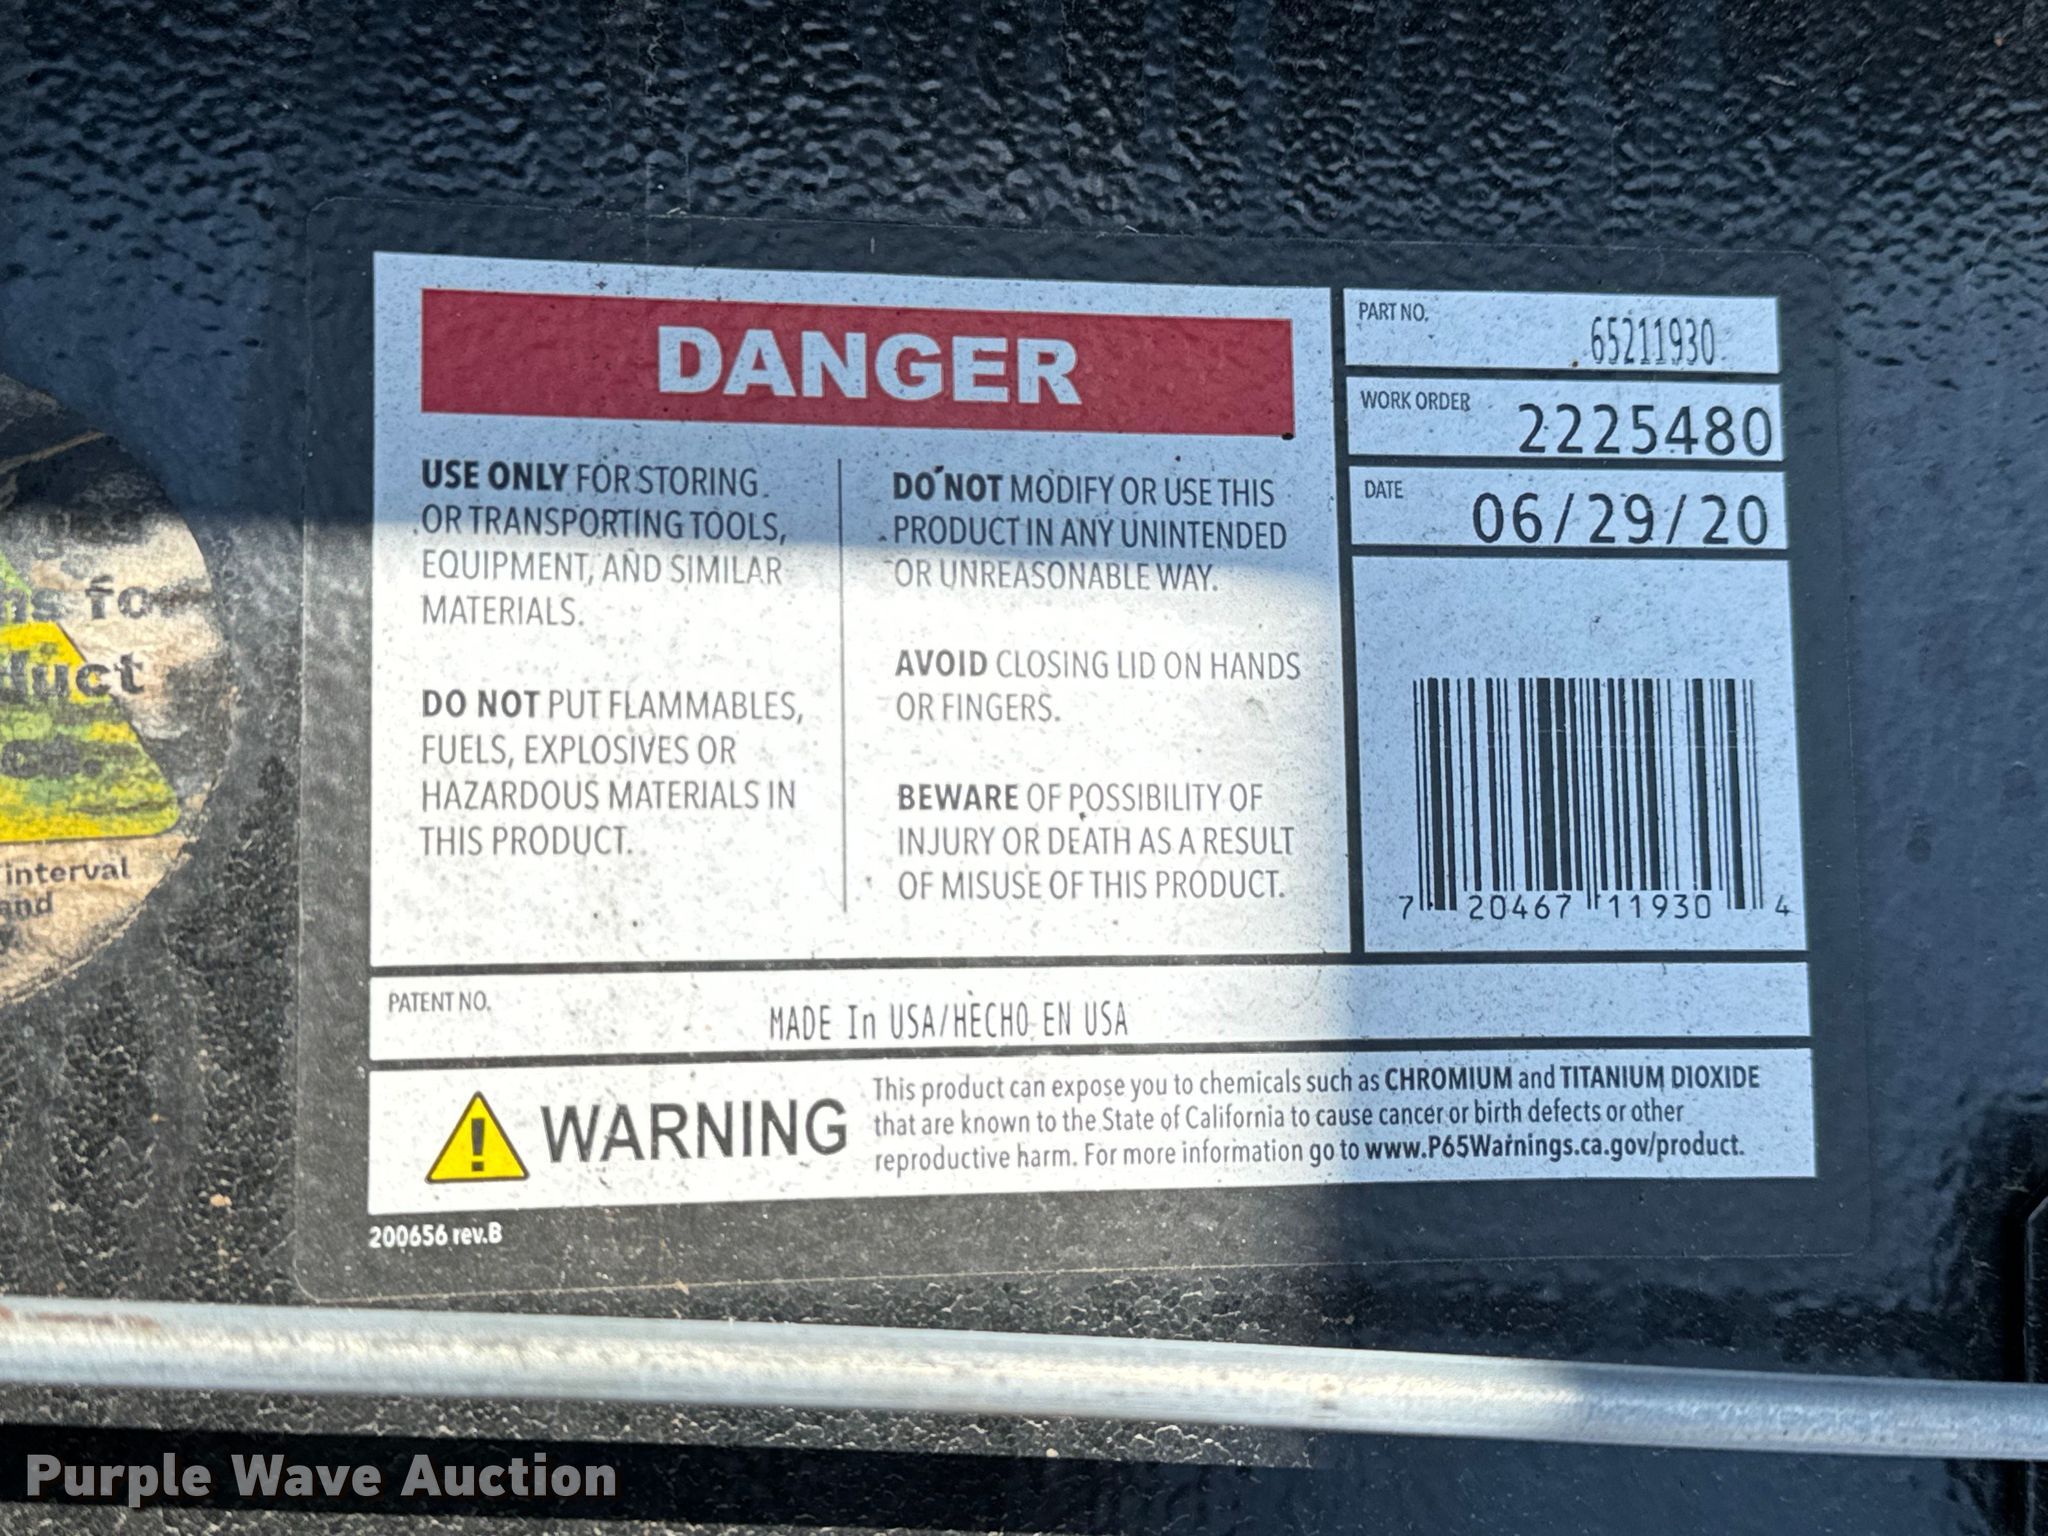 DANGER
USE ONLY FOR STORING
OR TRANSPORTING TOOLS,
EQUIPMENT, AND SIMILAR
MATERIALS.
DO NOT PUT FLAMMABLES,
FUELS, EXPLOSIVES OR
HAZARDOUS MATERIALS IN
THIS PRODUCT.
DO NOT MODIFY OR USE THIS
PRODUCT IN ANY UNINTENDED
OR UNREASONABLE WAY.
AVOID CLOSING LID ON HANDS
OR FINGERS.
BEWARE OF POSSIBILITY OF
INJURY OR DEATH AS A RESULT
OF MISUSE OF THIS PRODUCT.
PART NO.
65211930
WORK ORDER
2225480
DATE
06/29/20
7 20467 11930 4
PATENT NO.
MADE In USA/HECHO EN USA
WARNING
This product can expose you to chemicals such as CHROMIUM and TITANIUM DIOXIDE
that are known to the State of California to cause cancer or birth defects or other
reproductive harm. For more information go to www.P65Warnings.ca.gov/product.
200656 rev.B
interval
and
Purple Wave Auction